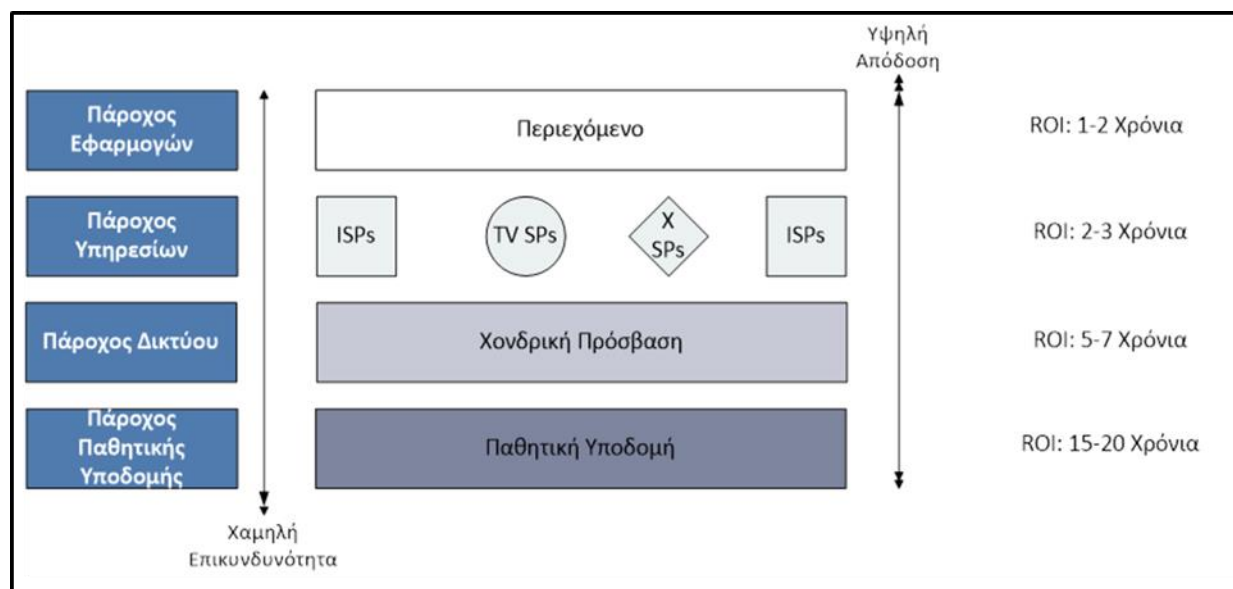 Υψηλή
Απόδοση
Πάροχος
Εφαρμογών
Περιεχόμενο
ROI: 1-2 Χρόνια
Πάροχος
Υπηρεσίων
ISPs
TV SPs
X
SPs
ISPs
ROI: 2-3 Χρόνια
Πάροχος Δικτύου
Χονδρική Πρόσβαση
ROI: 5-7 Χρόνια
Πάροχος
Παθητικής
Υποδομής
Παθητική Υποδομή
ROI: 15-20 Χρόνια
Χαμηλή
Επικυνδυνότητα